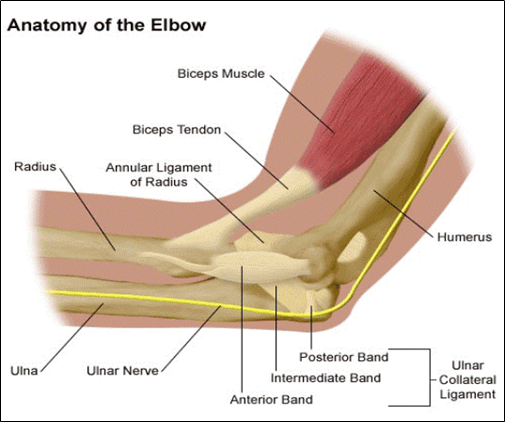 Anatomy of the Elbow
Biceps Muscle
Biceps Tendon
Annular Ligament
of Radius
Radius
Humerus
Ulna
Ulnar Nerve
Posterior Band
Intermediate Band
Anterior Band
Ulnar
Collateral
Ligament